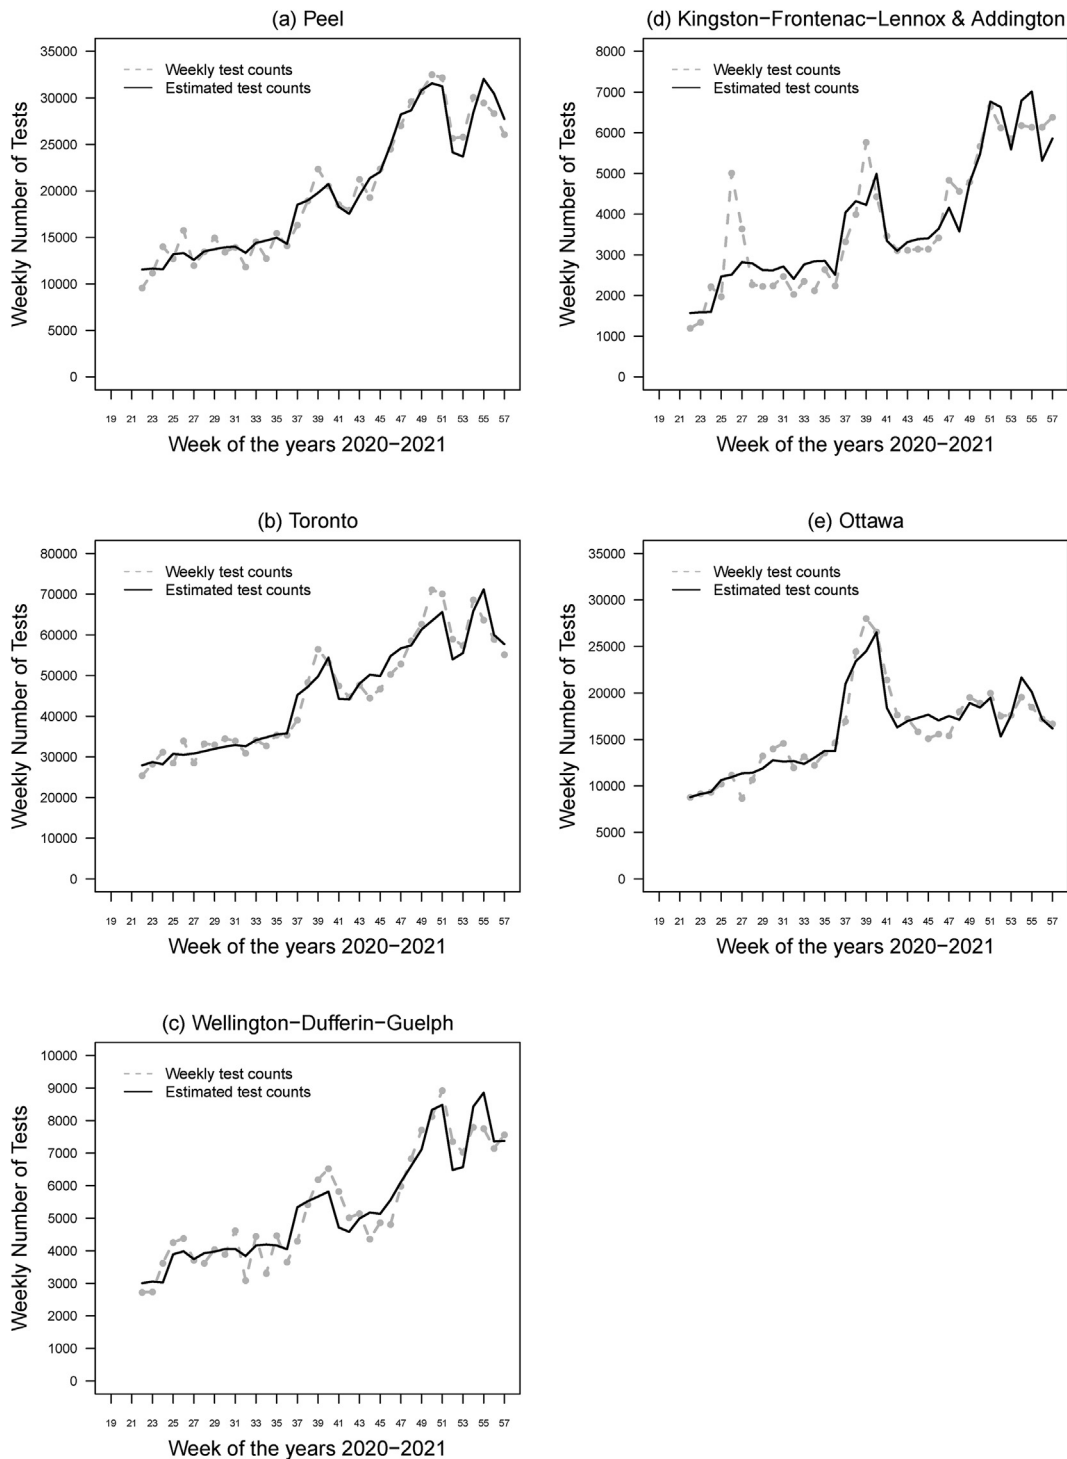 (a) Peel
Weekly Number of Tests
35000
30000
25000
20000
15000
10000
5000
0
Weekly test counts
Estimated test counts
19 21 23 25 27 29 31 33 35 37 39 41 43 45 47 49 51 53 55 57
Week of the years 2020−2021
(d) Kingston−Frontenac−Lennox & Addington
Weekly Number of Tests
8000
7000
6000
5000
4000
3000
2000
1000
0
Weekly test counts
Estimated test counts
19 21 23 25 27 29 31 33 35 37 39 41 43 45 47 49 51 53 55 57
Week of the years 2020−2021
(b) Toronto
Weekly Number of Tests
80000
70000
60000
50000
40000
30000
20000
10000
0
Weekly test counts
Estimated test counts
19 21 23 25 27 29 31 33 35 37 39 41 43 45 47 49 51 53 55 57
Week of the years 2020−2021
(e) Ottawa
Weekly Number of Tests
35000
30000
25000
20000
15000
10000
5000
0
Weekly test counts
Estimated test counts
19 21 23 25 27 29 31 33 35 37 39 41 43 45 47 49 51 53 55 57
Week of the years 2020−2021
(c) Wellington−Dufferin−Guelph
Weekly Number of Tests
10000
9000
8000
7000
6000
5000
4000
3000
2000
1000
0
Weekly test counts
Estimated test counts
19 21 23 25 27 29 31 33 35 37 39 41 43 45 47 49 51 53 55 57
Week of the years 2020−2021